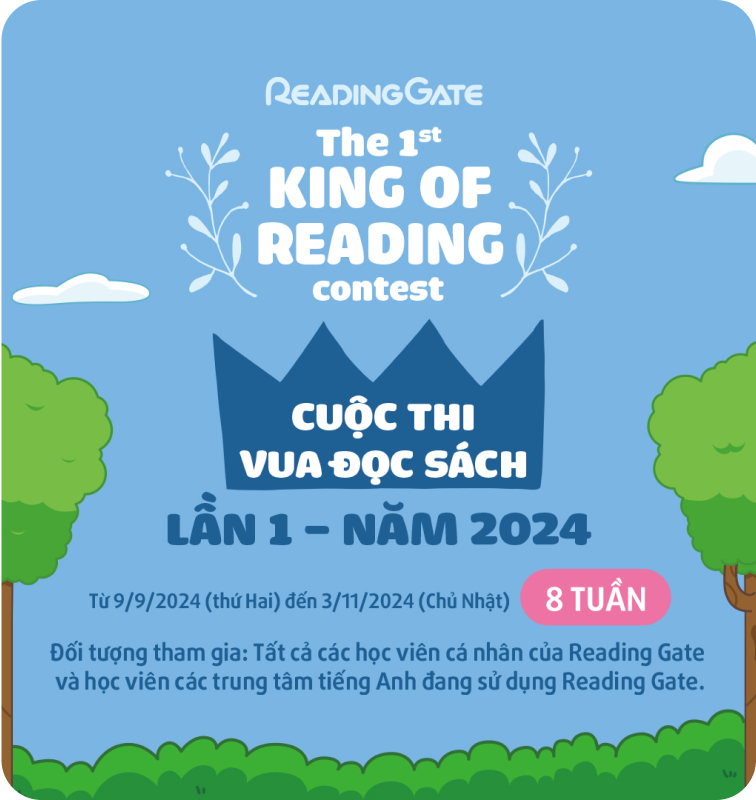 READINGGATE
The 1st
KING OF
READING
contest
CUỘC THI
VUA ĐỌC SÁCH
LẦN 1 – NĂM 2024
Từ 9/9/2024 (thứ Hai) đến 3/11/2024 (Chủ Nhật) 8 TUẦN
Đối tượng tham gia: Tất cả các học viên cá nhân của Reading Gate
và học viên các trung tâm tiếng Anh đang sử dụng Reading Gate.